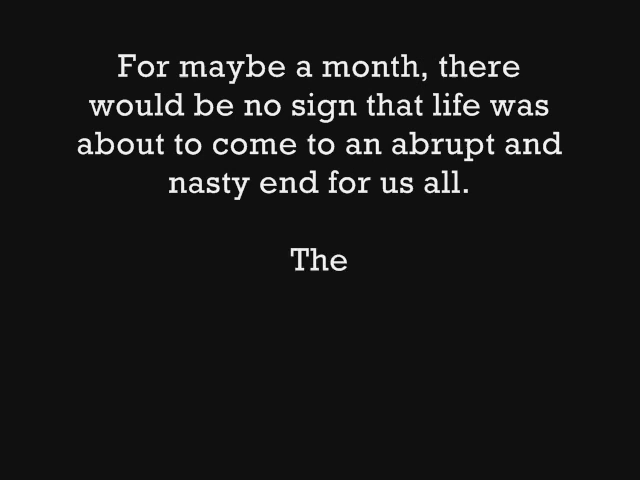 For maybe a month, there
would be no sign that life was
about to come to an abrupt and
nasty end for us all.
The